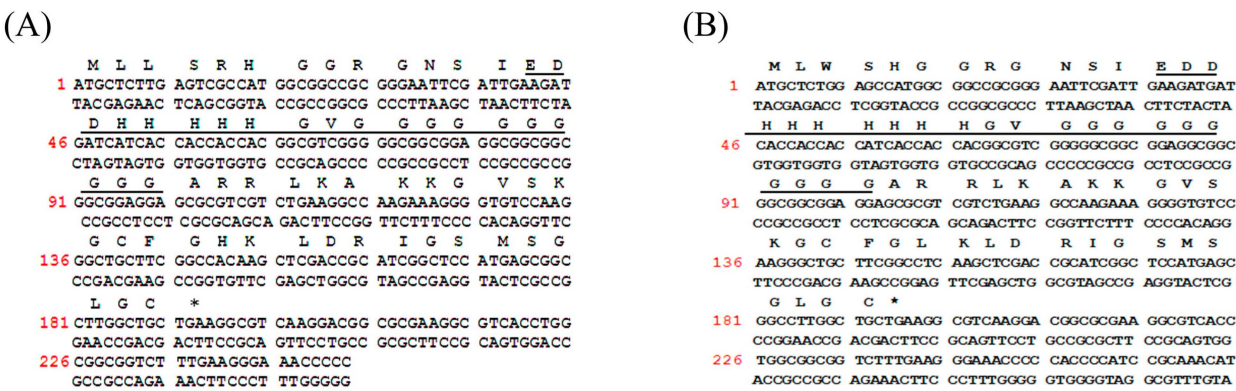 (A)
M L L S R H G G R G N S I E D
1 ATGCTCTTG AGTCGCCAT GGCGGCCGC GGGAATTCG ATTGAAGAT
TACGAGAAC TCAGCGGTA CCGCCGGCG CCCTTAAGC TAACTTCTA
D H H H H H G V G G G G G G G
46 GATCATCAC CACCACCAC GGCGTCGGG GGCGGCGGA GGCGGCGGC
CTAGTAGTG GTGGTGGTG CCGCAGCCC CCGCCGCCT CCGCCGCCG
G G G A R R L K A K K G V S K
91 GGCGGAGGA GCGCGTCGT CTGAAGGCC AAGAAAGGG GTGTCCAAG
CCGCCTCCT CGCGCAGCA GACTTCCGG TTCTTTCCC CACAGGTTC
G C F G H K L D R I G S M S G
136 GGCTGCTTC GGCCACAAG CTCGACCGC ATCGGCTCC ATGAGCGGC
CCGACGAAG CCGGTGTTC GAGCTGGCG TAGCCGAGG TACTCGCCG
L G C *
181 CTTGGCTGC TGAAGGCGT CAAGGACGG CGCGAAGGC GTCACCTGG
GAACCGACG ACTTCCGCA GTTCCTGCC GCGCTTCCG CAGTGGACC
226 CGGCGGTCT TTGAAGGGA AACCCCC
GCCGCCAGA AACTTCCCT TTGGGGG
(B)
M L W S H G G R G N S I E D D
1 ATGCTCTGG AGCCATGGC GGCCGCGGG AATTCGATT GAAGATGAT
TACGAGACC TCGGTACCG CCGGCGCCC TTAAGCTAA CTTCTACTA
H H H H H H H G V G G G G G G
46 CACCACCAC CATCACCAC CACGGCGTC GGGGGCGGC GGAGGCGGC
GTGGTGGTG GTAGTGGTG GTGCCGCAG CCCCCGCCG CCTCCGCCG
G G G G A R R L K A K K G V S
91 GGCGGCGGA GGAGCGCGT CGTCTGAAG GCCAAGAAA GGGGTGTCC
CCGCCGCCT CCTCGCGCA GCAGACTTC CGGTTCTTT CCCCACAGG
K G C F G L K L D R I G S M S
136 AAGGGCTGC TTCGGCCTC AAGCTCGAC CGCATCGGC TCCATGAGC
TTCCCGACG AAGCCGGAG TTCGAGCTG GCGTAGCCG AGGTACTCG
G L G C *
181 GGCCTTGGC TGCTGAAGG CGTCAAGGA CGGCGCGAA GGCGTCACC
CCGGAACCG ACGACTTCC GCAGTTCCT GCCGCGCTT CCGCAGTGG
226 TGGCGGCGG TCTTTGAAG GGAAACCCC CACCCCATC CGCAAACAT
ACCGCCGCC AGAAACTTC CCTTTGGGG GTGGGGTAG GCGTTTGTA